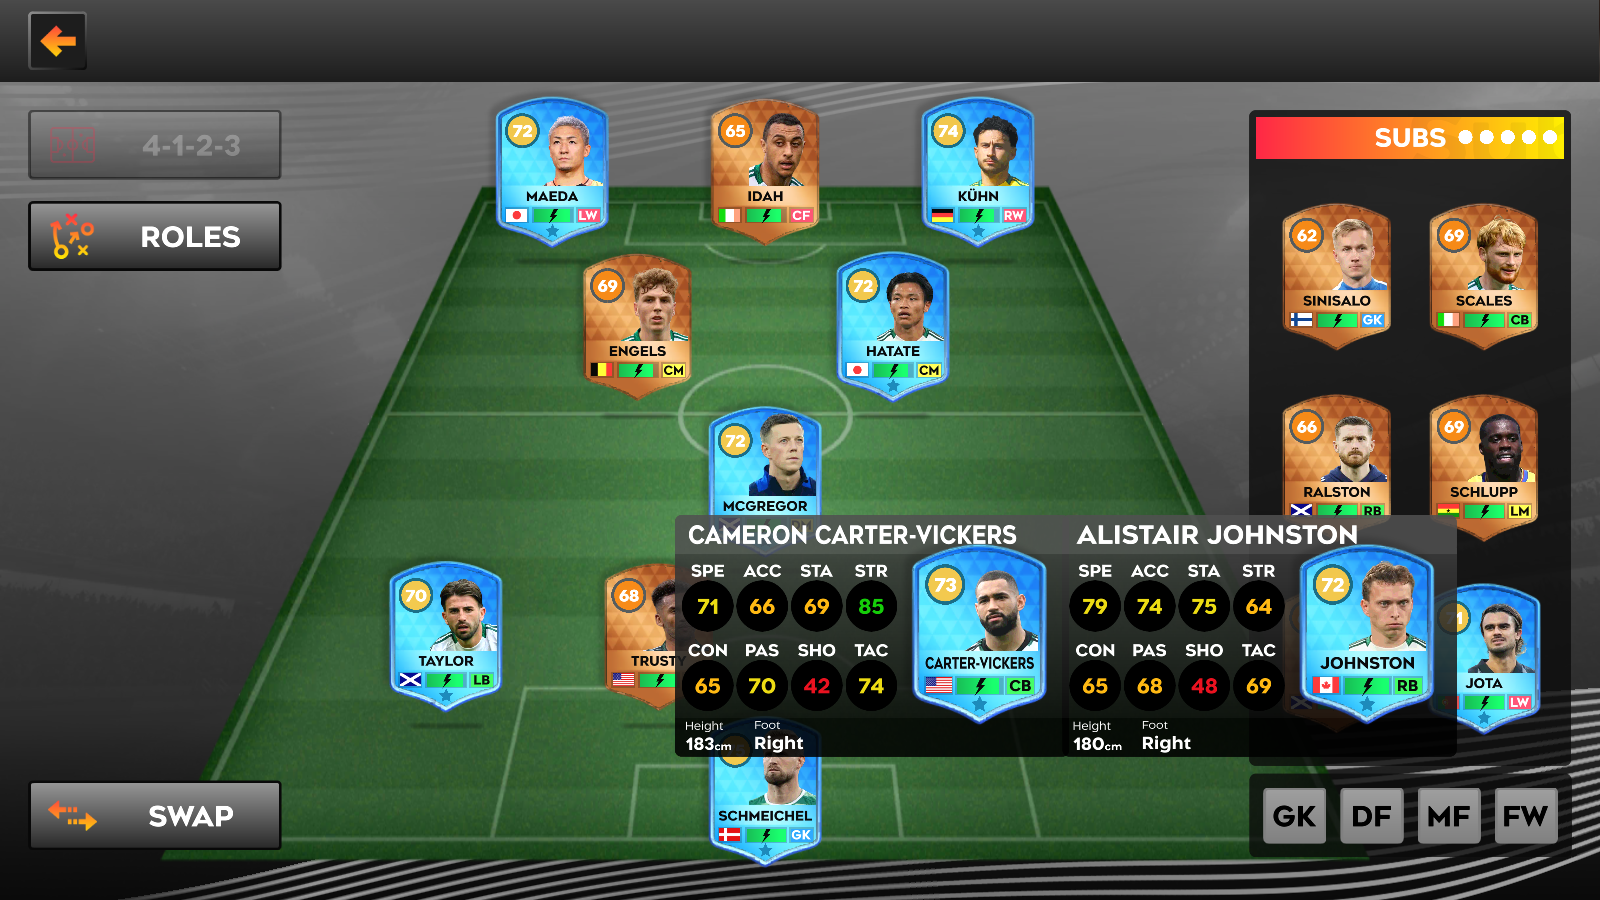 4-1-2-3
ROLES
SWAP
72
MAEDA
LW
65
IDAH
CF
74
KÜHN
RW
69
ENGELS
CM
72
HATATE
CM
72
MCGREGOR
70
TAYLOR
LB
68
TRUSTY
CAMERON CARTER-VICKERS
SPE ACC STA STR
71 66 69 85
CON PAS SHO TAC
65 70 42 74
Height Foot
183cm Right
73
CARTER-VICKERS
CB
ALISTAIR JOHNSTON
SPE ACC STA STR
79 74 75 64
CON PAS SHO TAC
65 68 48 69
Height Foot
180cm Right
72
JOHNSTON
RB
SCHMEICHEL
GK
SUBS
62
SINISALO
GK
69
SCALES
CB
66
RALSTON
RB
69
SCHLUPP
LM
JOTA
LW
GK DF MF FW